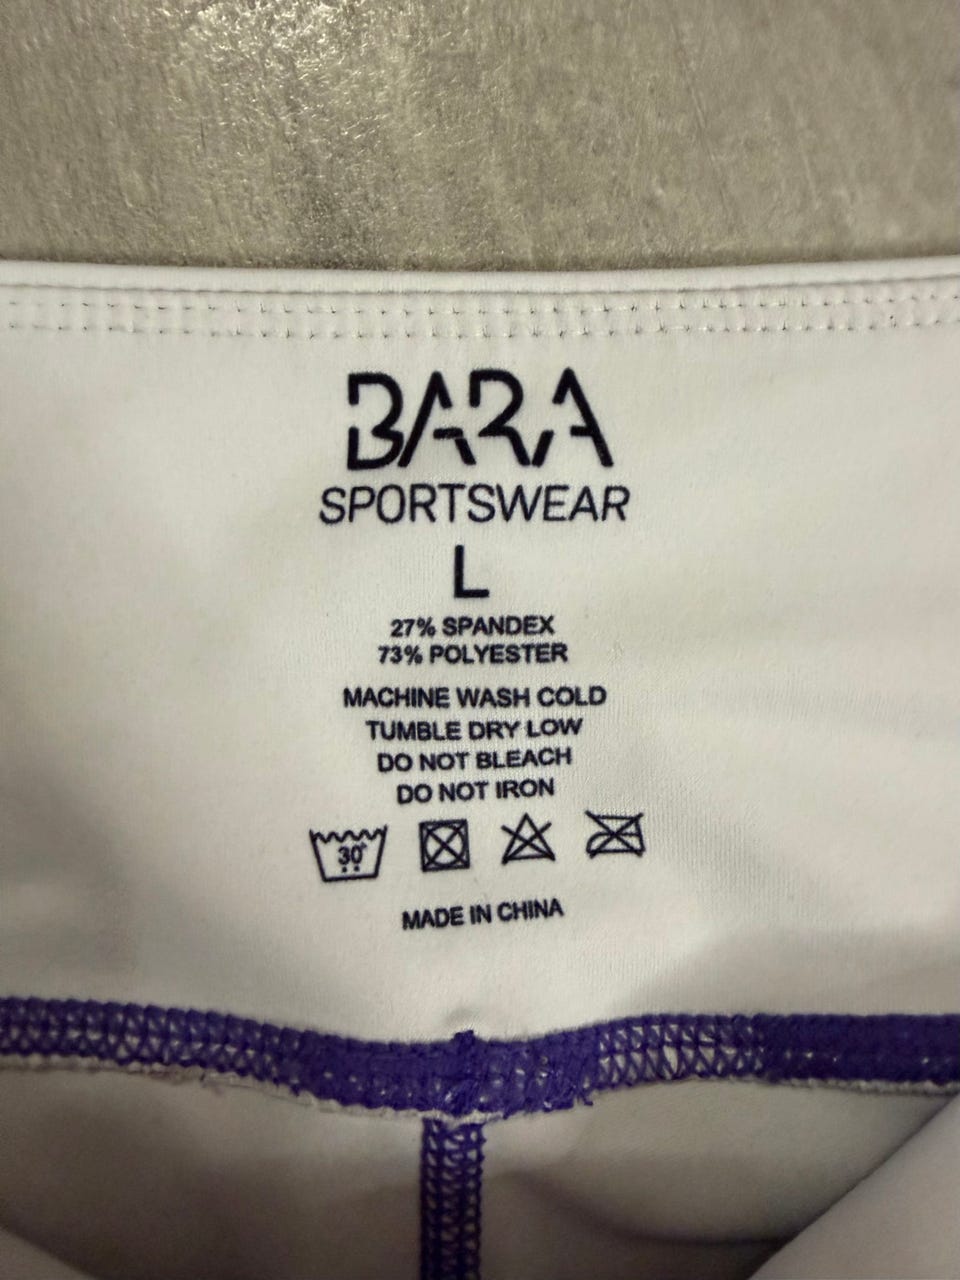 BARA
SPORTSWEAR
L
27% SPANDEX
73% POLYESTER
MACHINE WASH COLD
TUMBLE DRY LOW
DO NOT BLEACH
DO NOT IRON
30°
MADE IN CHINA